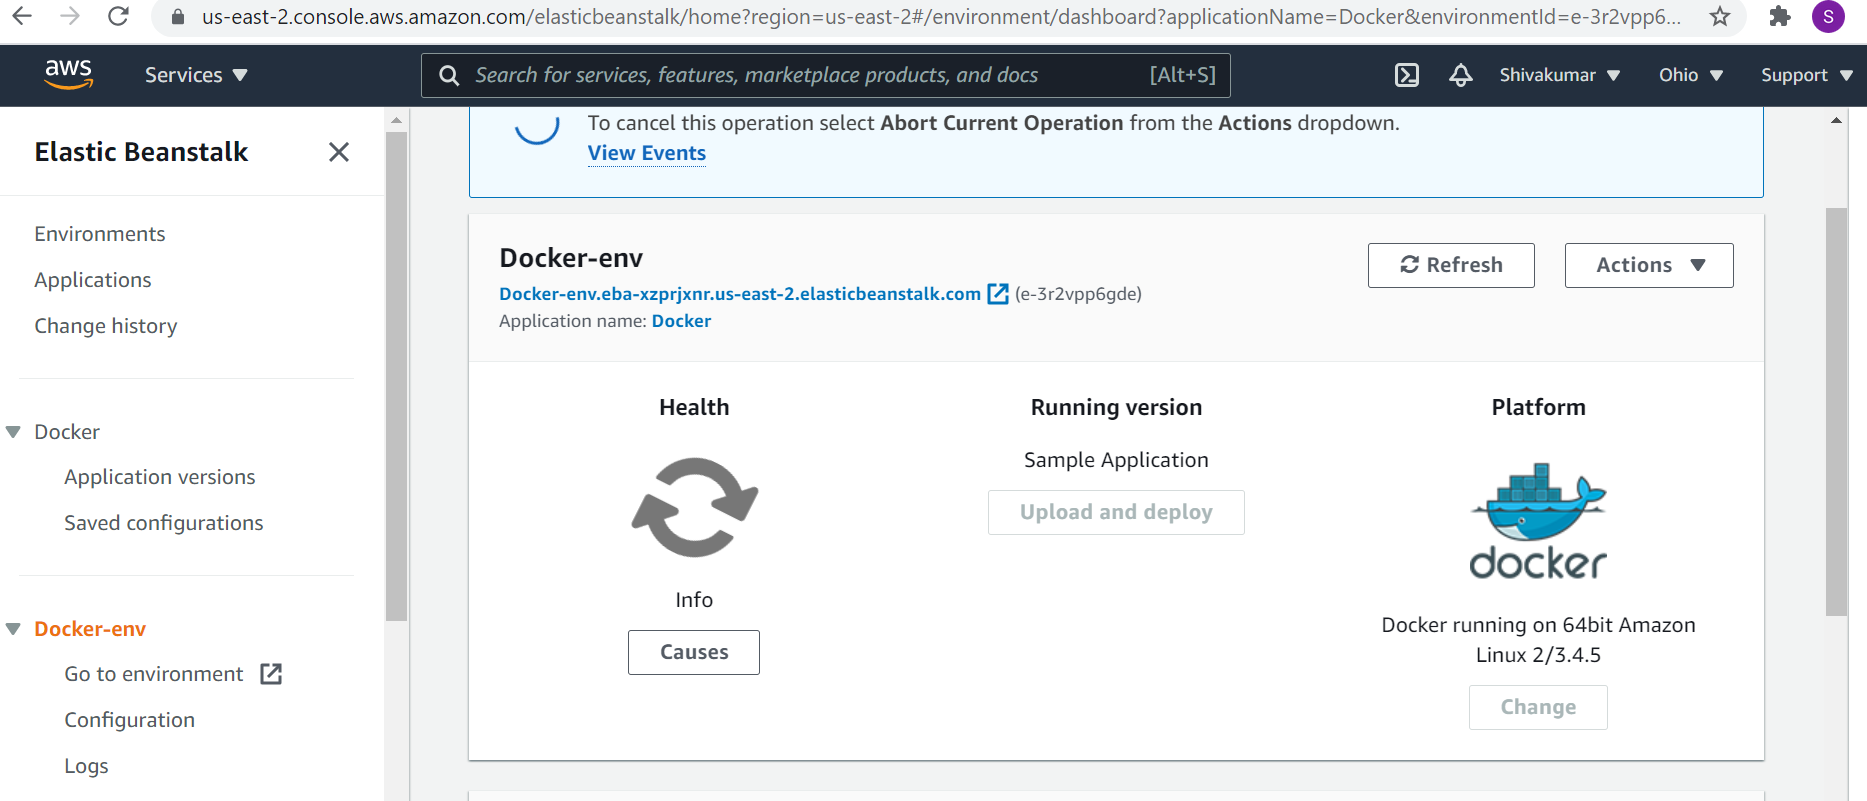 us-east-2.console.aws.amazon.com/elasticbeanstalk/home?region=us-east-2#/environment/dashboard?applicationName=Docker&environmentId=e-3r2vpp6...
S
aws
Services
Search for services, features, marketplace products, and docs [Alt+S]
Shivakumar
Ohio
Support
Elastic Beanstalk
Environments
Applications
Change history
Docker
Application versions
Saved configurations
Docker-env
Go to environment
Configuration
Logs
To cancel this operation select Abort Current Operation from the Actions dropdown.
View Events
Docker-env
Docker-env.eba-xzprjxnr.us-east-2.elasticbeanstalk.com (e-3r2vpp6gde)
Application name: Docker
Refresh
Actions
Health
Info
Causes
Running version
Sample Application
Upload and deploy
Platform
docker
Docker running on 64bit Amazon
Linux 2/3.4.5
Change